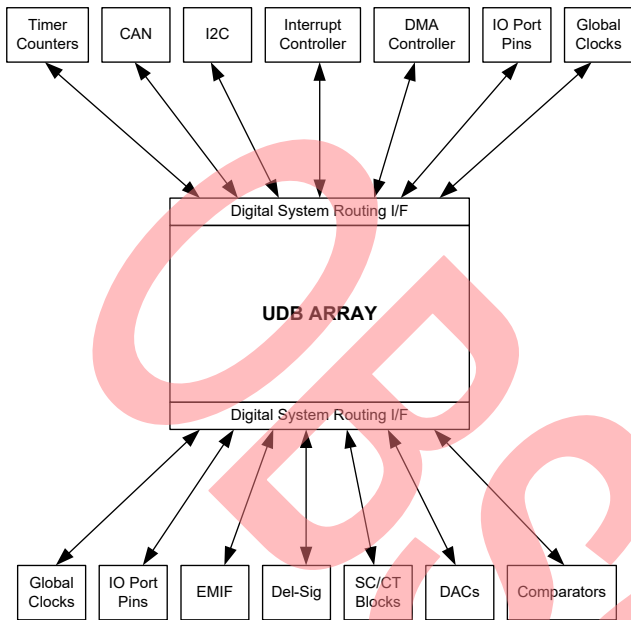 Timer
Counters
CAN
I2C
Interrupt
Controller
DMA
Controller
IO Port
Pins
Global
Clocks
Digital System Routing I/F
UDB ARRAY
Digital System Routing I/F
Global
Clocks
IO Port
Pins
EMIF
Del-Sig
SC/CT
Blocks
DACs
Comparators